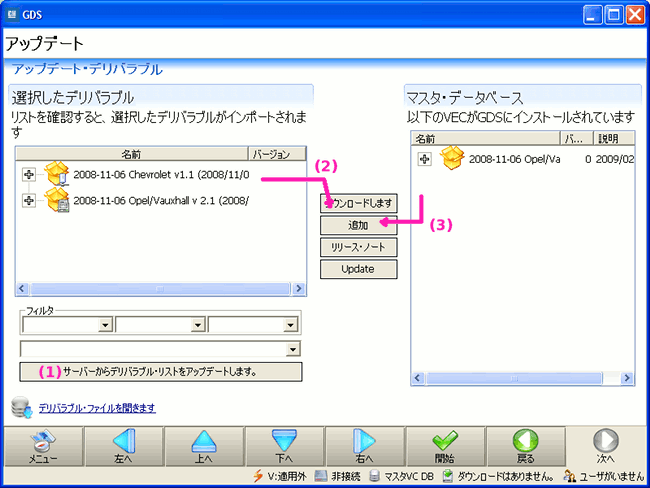 GDS
アップデート
アップデート・デリバラブル
選択したデリバラブル
リストを確認すると、選択したデリバラブルがインポートされま
す
名前 バージョン
2008-11-06 Chevrolet v1.1 (2008/11/0
2008-11-06 Opel/Vauxhall v 2.1 (2008/
(2)
ダウンロードします
追加
(3)
リリース・ノート
Update
マスタ・データベース
以下のVECがGDSにインストールされています
名前 バ... 説明
2008-11-06 Opel/Va 0 2009/02
フィルタ
(1) サーバーからデリバラブル・リストをアップデートします。
デリバラブル・ファイルを開きます
メニュー 左へ 上へ 下へ 右へ 開始 戻る 次へ
V:適用外 非接続 マスタVC DB ダウンロードはありません。 ユーザがいません